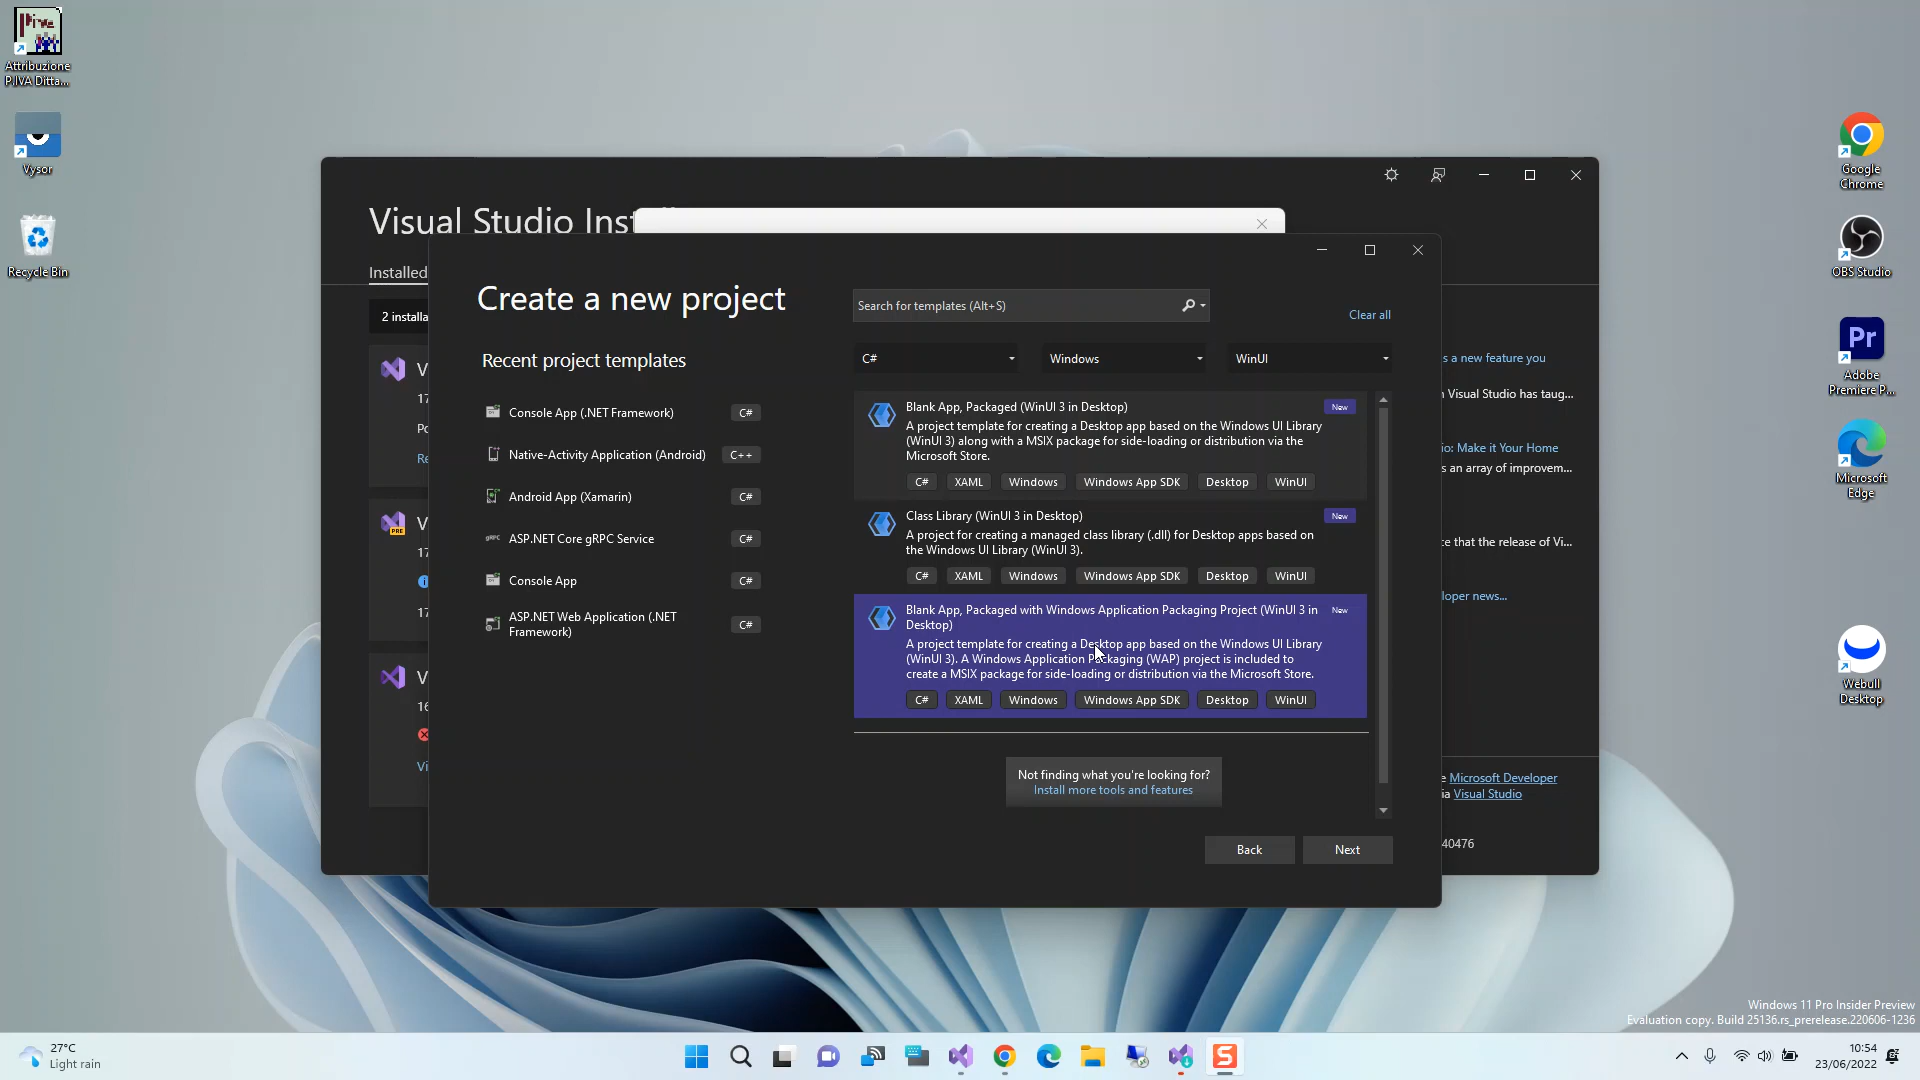 Attribuzione
P.IVA Ditta...
Vysor
Recycle Bin
Google
Chrome
OBS Studio
Adobe
Premiere P...
Microsoft
Edge
Webull
Desktop
Visual Studio Inst
Installed
2 installa
V
17
Po
Re
V
17
17
V
16
Vi
s a new feature you
Visual Studio has taug...
io: Make it Your Home
s an array of improvem...
ce that the release of Vi...
loper news...
e Microsoft Developer
ia Visual Studio
40476
Create a new project
Search for templates (Alt+S)
Clear all
C#
Windows
WinUI
Recent project templates
Console App (.NET Framework)
C#
Native-Activity Application (Android)
C++
Android App (Xamarin)
C#
gRPC
ASP.NET Core gRPC Service
C#
Console App
C#
ASP.NET Web Application (.NET
Framework)
C#
Blank App, Packaged (WinUI 3 in Desktop)
New
A project template for creating a Desktop app based on the Windows UI Library
(WinUI 3) along with a MSIX package for side-loading or distribution via the
Microsoft Store.
C# XAML Windows Windows App SDK Desktop WinUI
Class Library (WinUI 3 in Desktop)
New
A project for creating a managed class library (.dll) for Desktop apps based on
the Windows UI Library (WinUI 3).
C# XAML Windows Windows App SDK Desktop WinUI
Blank App, Packaged with Windows Application Packaging Project (WinUI 3 in
Desktop)
New
A project template for creating a Desktop app based on the Windows UI Library
(WinUI 3). A Windows Application Packaging (WAP) project is included to
create a MSIX package for side-loading or distribution via the Microsoft Store.
C# XAML Windows Windows App SDK Desktop WinUI
Not finding what you're looking for?
Install more tools and features
Back
Next
Windows 11 Pro Insider Preview
Evaluation copy. Build 25136.rs_prerelease.220606-1236
27°C
Light rain
10:54
23/06/2022